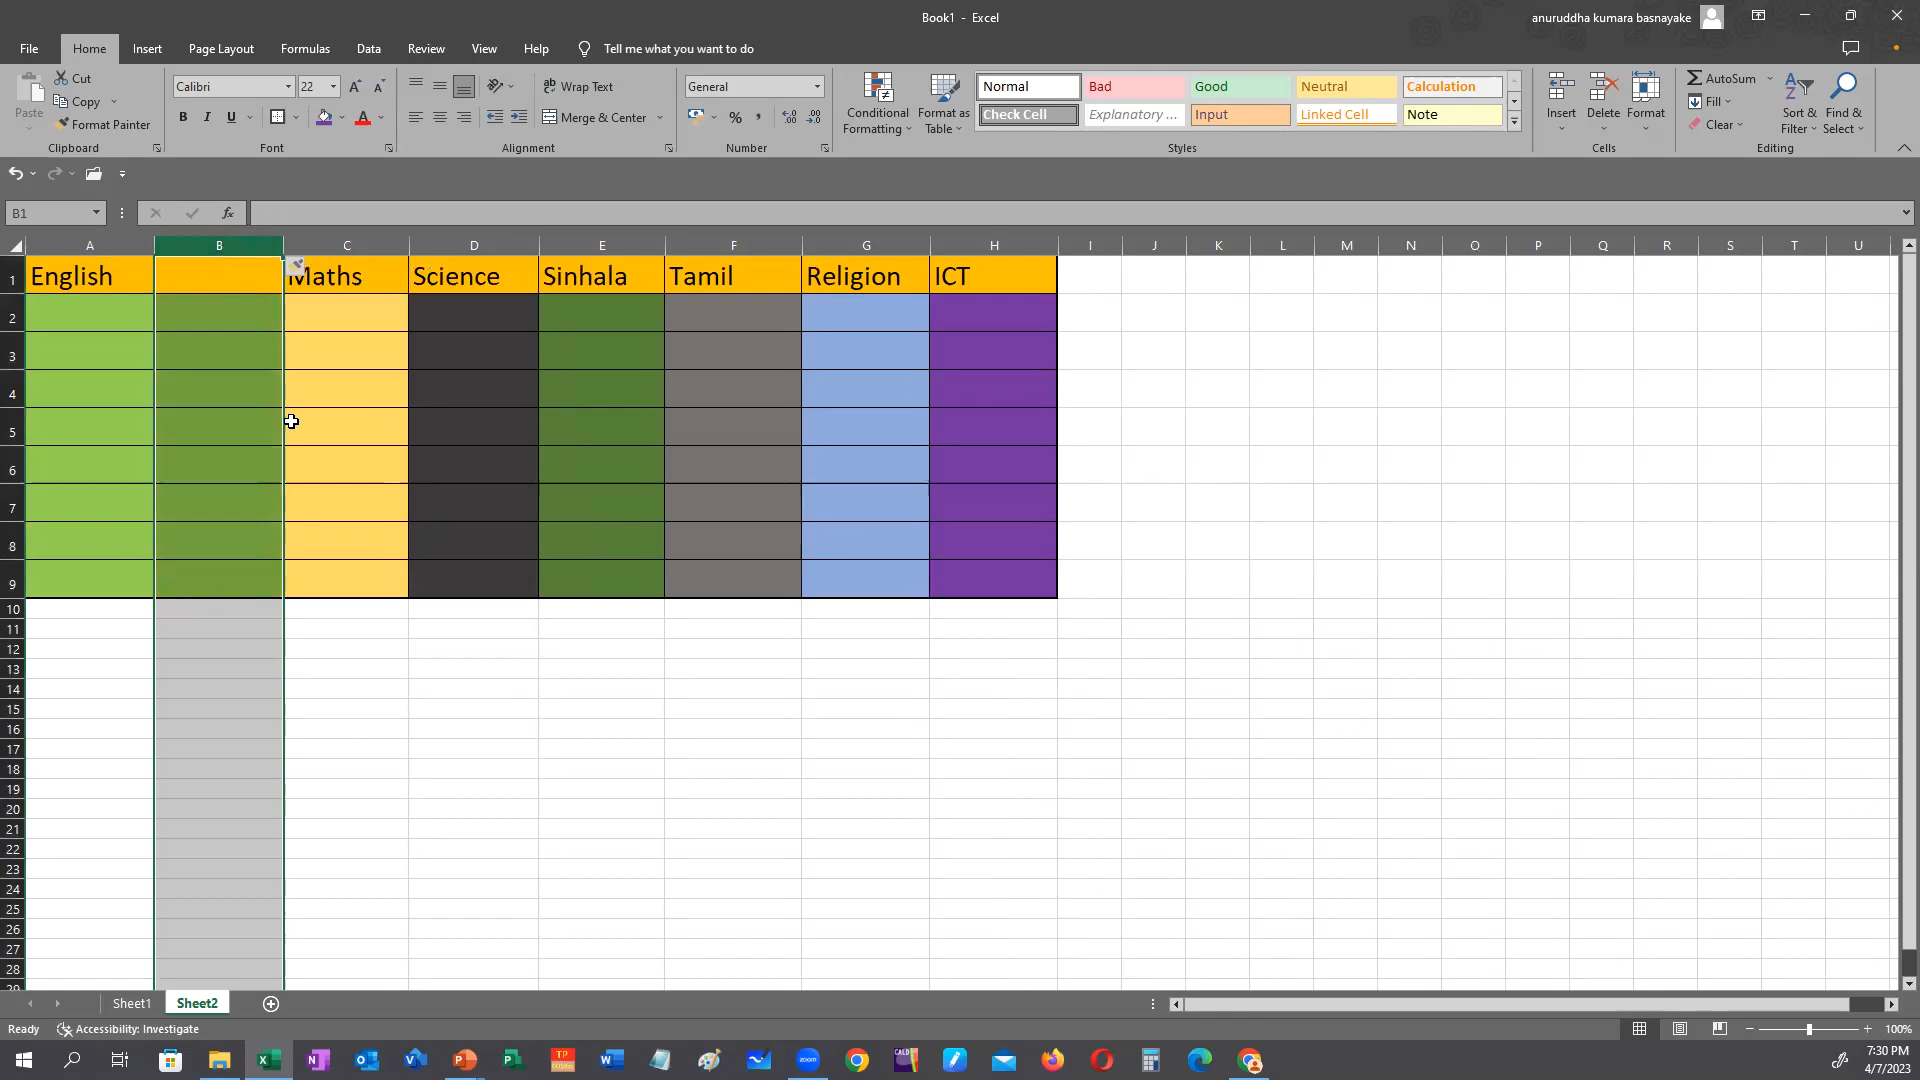 Book1 - Excel
anuruddha kumara basnayake
File Home Insert Page Layout Formulas Data Review View Help Tell me what you want to do
Paste
Cut
Copy
Format Painter
Clipboard
Calibri 22
B I U
Font
Wrap Text
Merge & Center
Alignment
General
Number
Conditional Formatting
Format as Table
Normal Bad Good Neutral Calculation
Check Cell Explanatory ... Input Linked Cell Note
Styles
Insert Delete Format
Cells
AutoSum
Fill
Clear
Sort & Filter
Find & Select
Editing
B1
fx
A B C D E F G H I J K L M N O P Q R S T U
1 English Maths Science Sinhala Tamil Religion ICT
2
3
4
5
6
7
8
9
10
11
12
13
14
15
16
17
18
19
20
21
22
23
24
25
26
27
28
29
Sheet1 Sheet2
Ready Accessibility: Investigate 100%
7:30 PM
4/7/2023